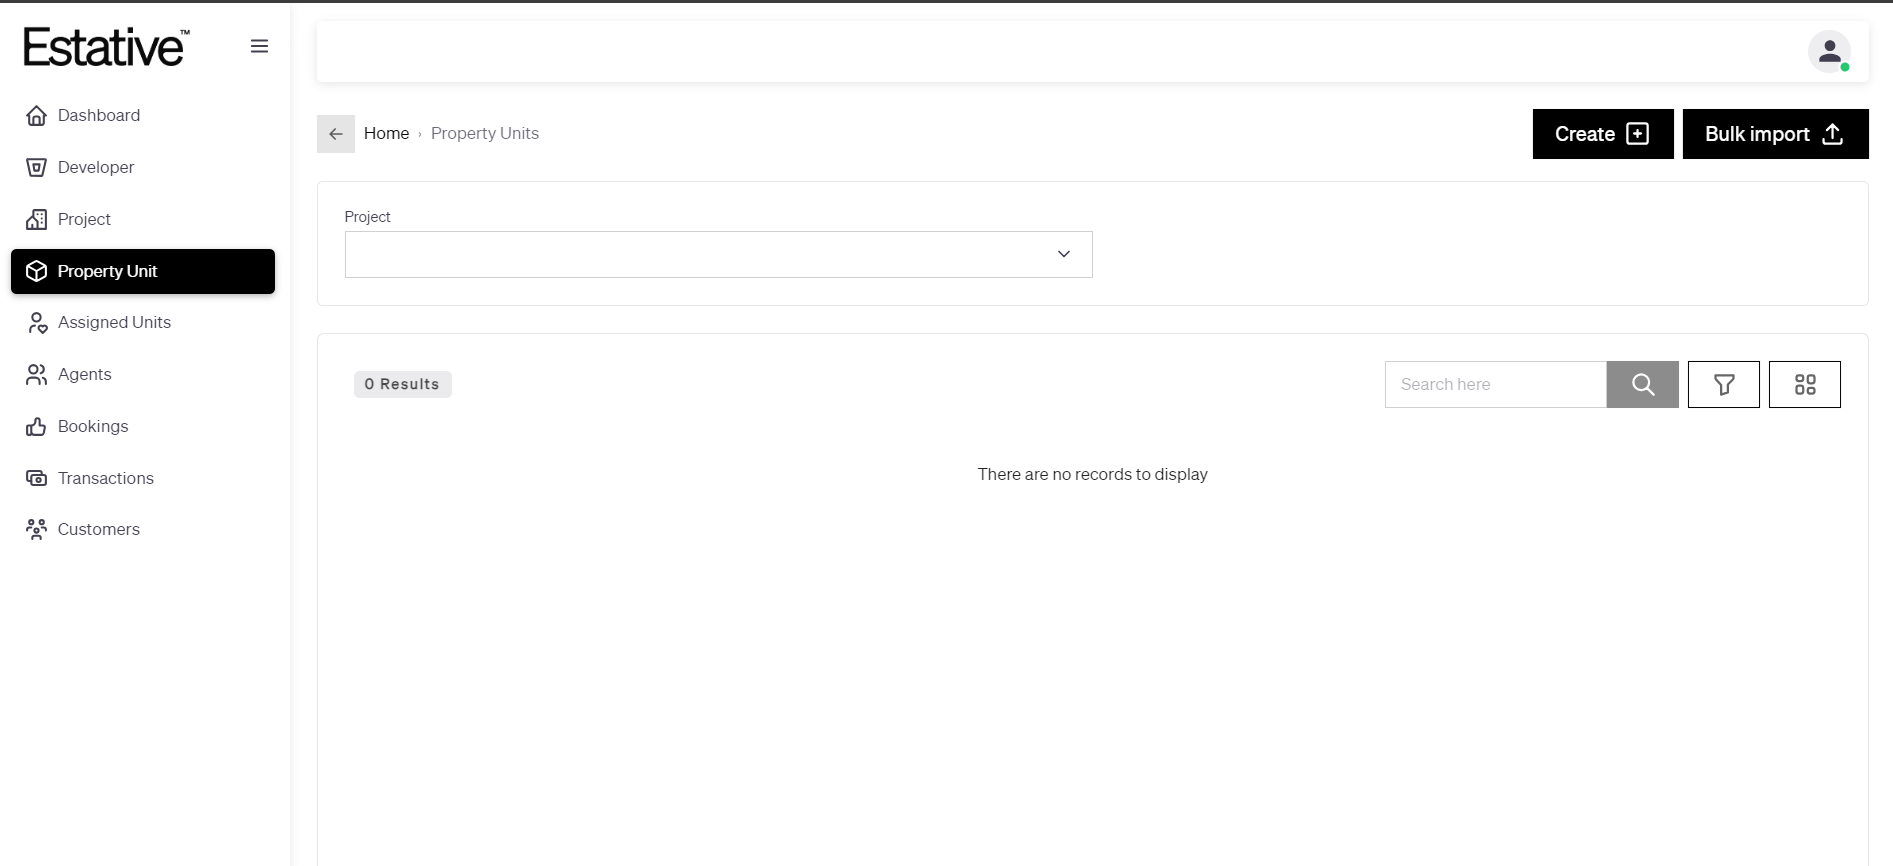 Estative™
Dashboard
Developer
Project
Property Unit
Assigned Units
Agents
Bookings
Transactions
Customers
Home › Property Units
Create
Bulk import
Project
0 Results
Search here
There are no records to display